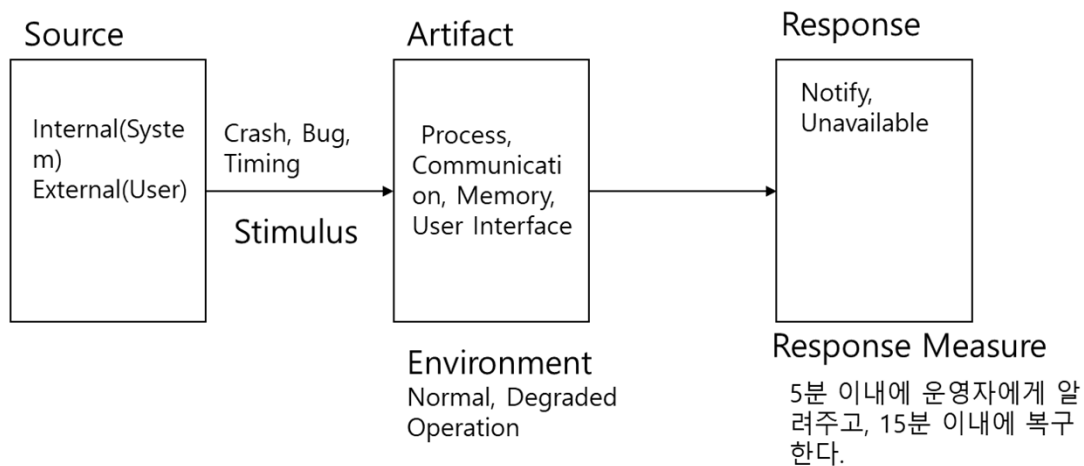 Source
Internal(Syste
m)
External(User)
Crash, Bug,
Timing
Stimulus
Artifact
Process,
Communicati
on, Memory,
User Interface
Environment
Normal, Degraded
Operation
Response
Notify,
Unavailable
Response Measure
5분 이내에 운영자에게 알
려주고, 15분 이내에 복구
한다.